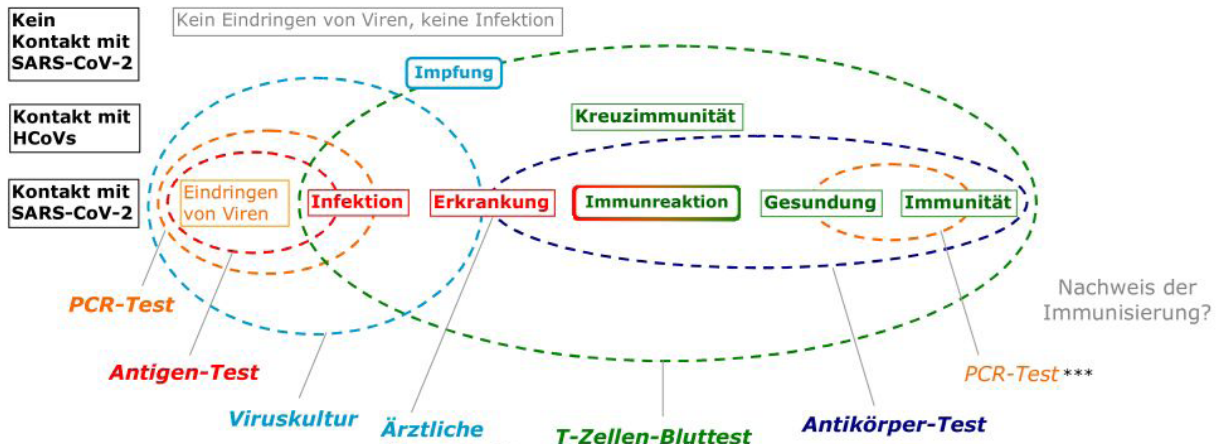 Kein
Kontakt mit
SARS-CoV-2
Kein Eindringen von Viren, keine Infektion
Impfung
Kontakt mit
HCoVs
Kreuzimmunität
Kontakt mit
SARS-CoV-2
Eindringen
von Viren
Infektion
Erkrankung
Immunreaktion
Gesundung
Immunität
PCR-Test
Nachweis der
Immunisierung?
Antigen-Test
PCR-Test ***
Viruskultur
Ärztliche
T-Zellen-Bluttest
Antikörper-Test